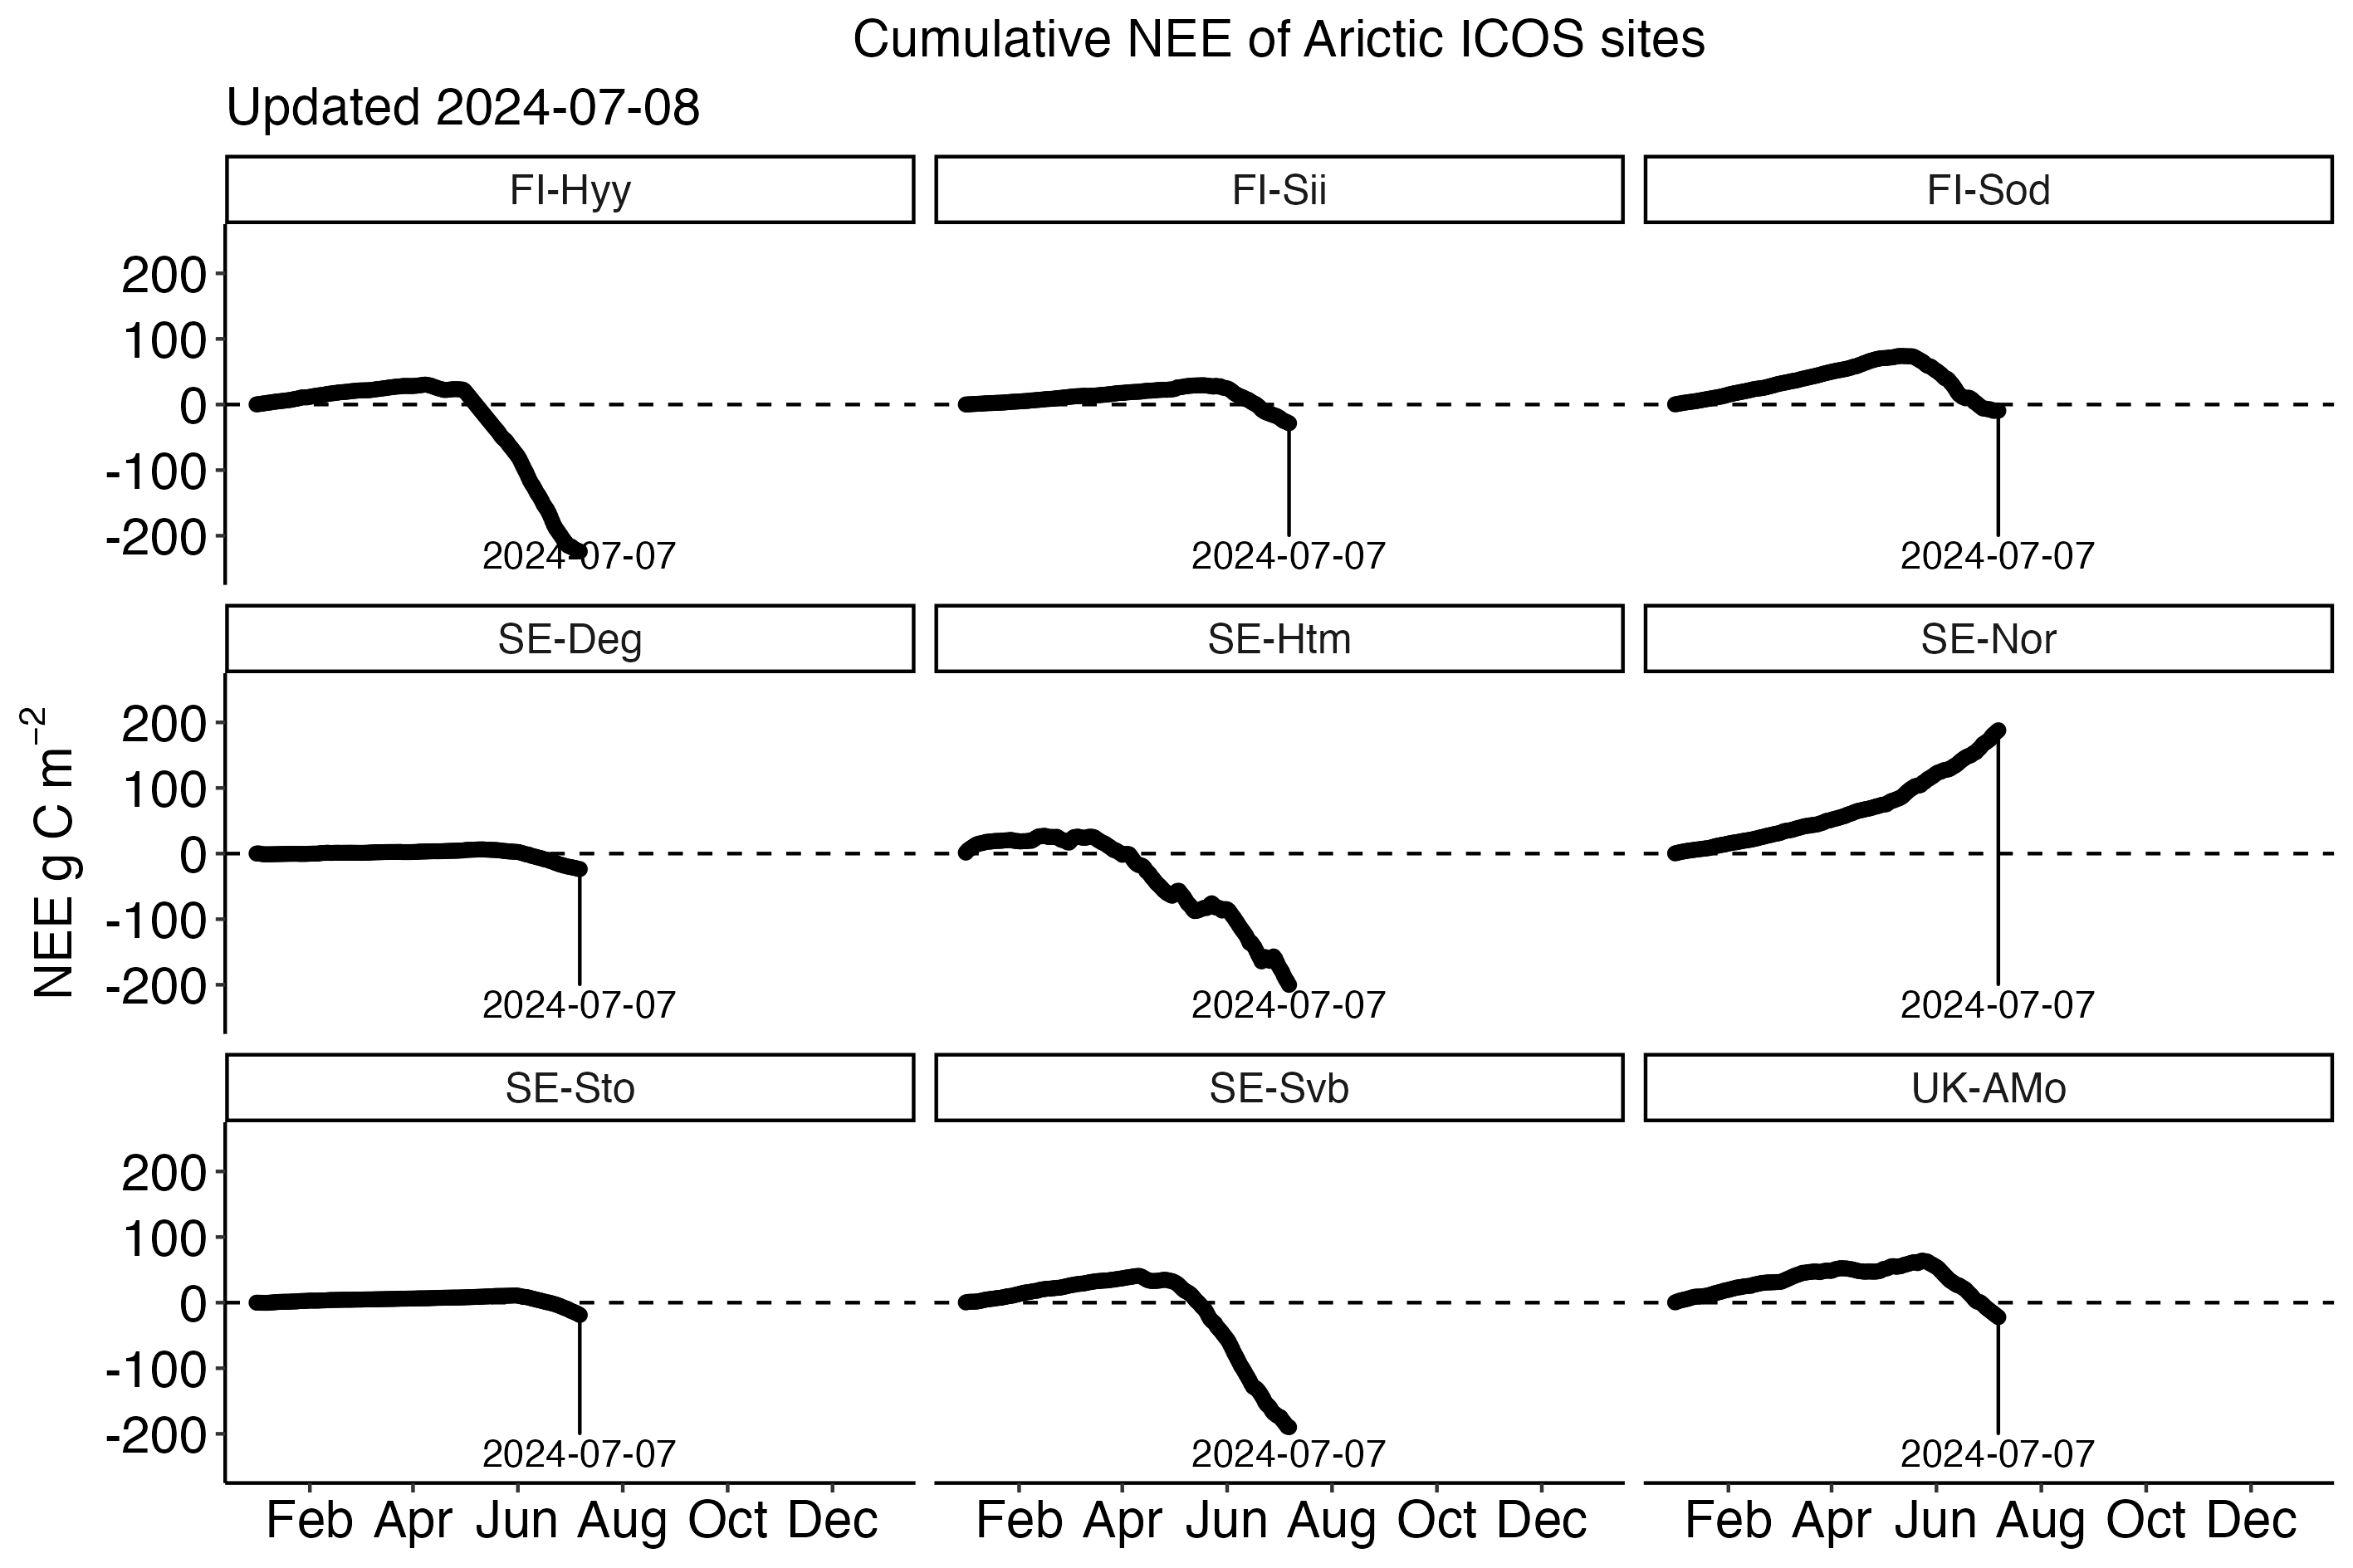 Cumulative NEE of Arictic ICOS sites
Updated 2024-07-08
FI-Hyy
FI-Sii
FI-Sod
200
100
0
-100
-200
2024-07-07
2024-07-07
2024-07-07
SE-Deg
SE-Htm
SE-Nor
NEE g C m⁻²
200
100
0
-100
-200
2024-07-07
2024-07-07
2024-07-07
SE-Sto
SE-Svb
UK-AMo
200
100
0
-100
-200
2024-07-07
2024-07-07
2024-07-07
Feb Apr Jun Aug Oct Dec
Feb Apr Jun Aug Oct Dec
Feb Apr Jun Aug Oct Dec